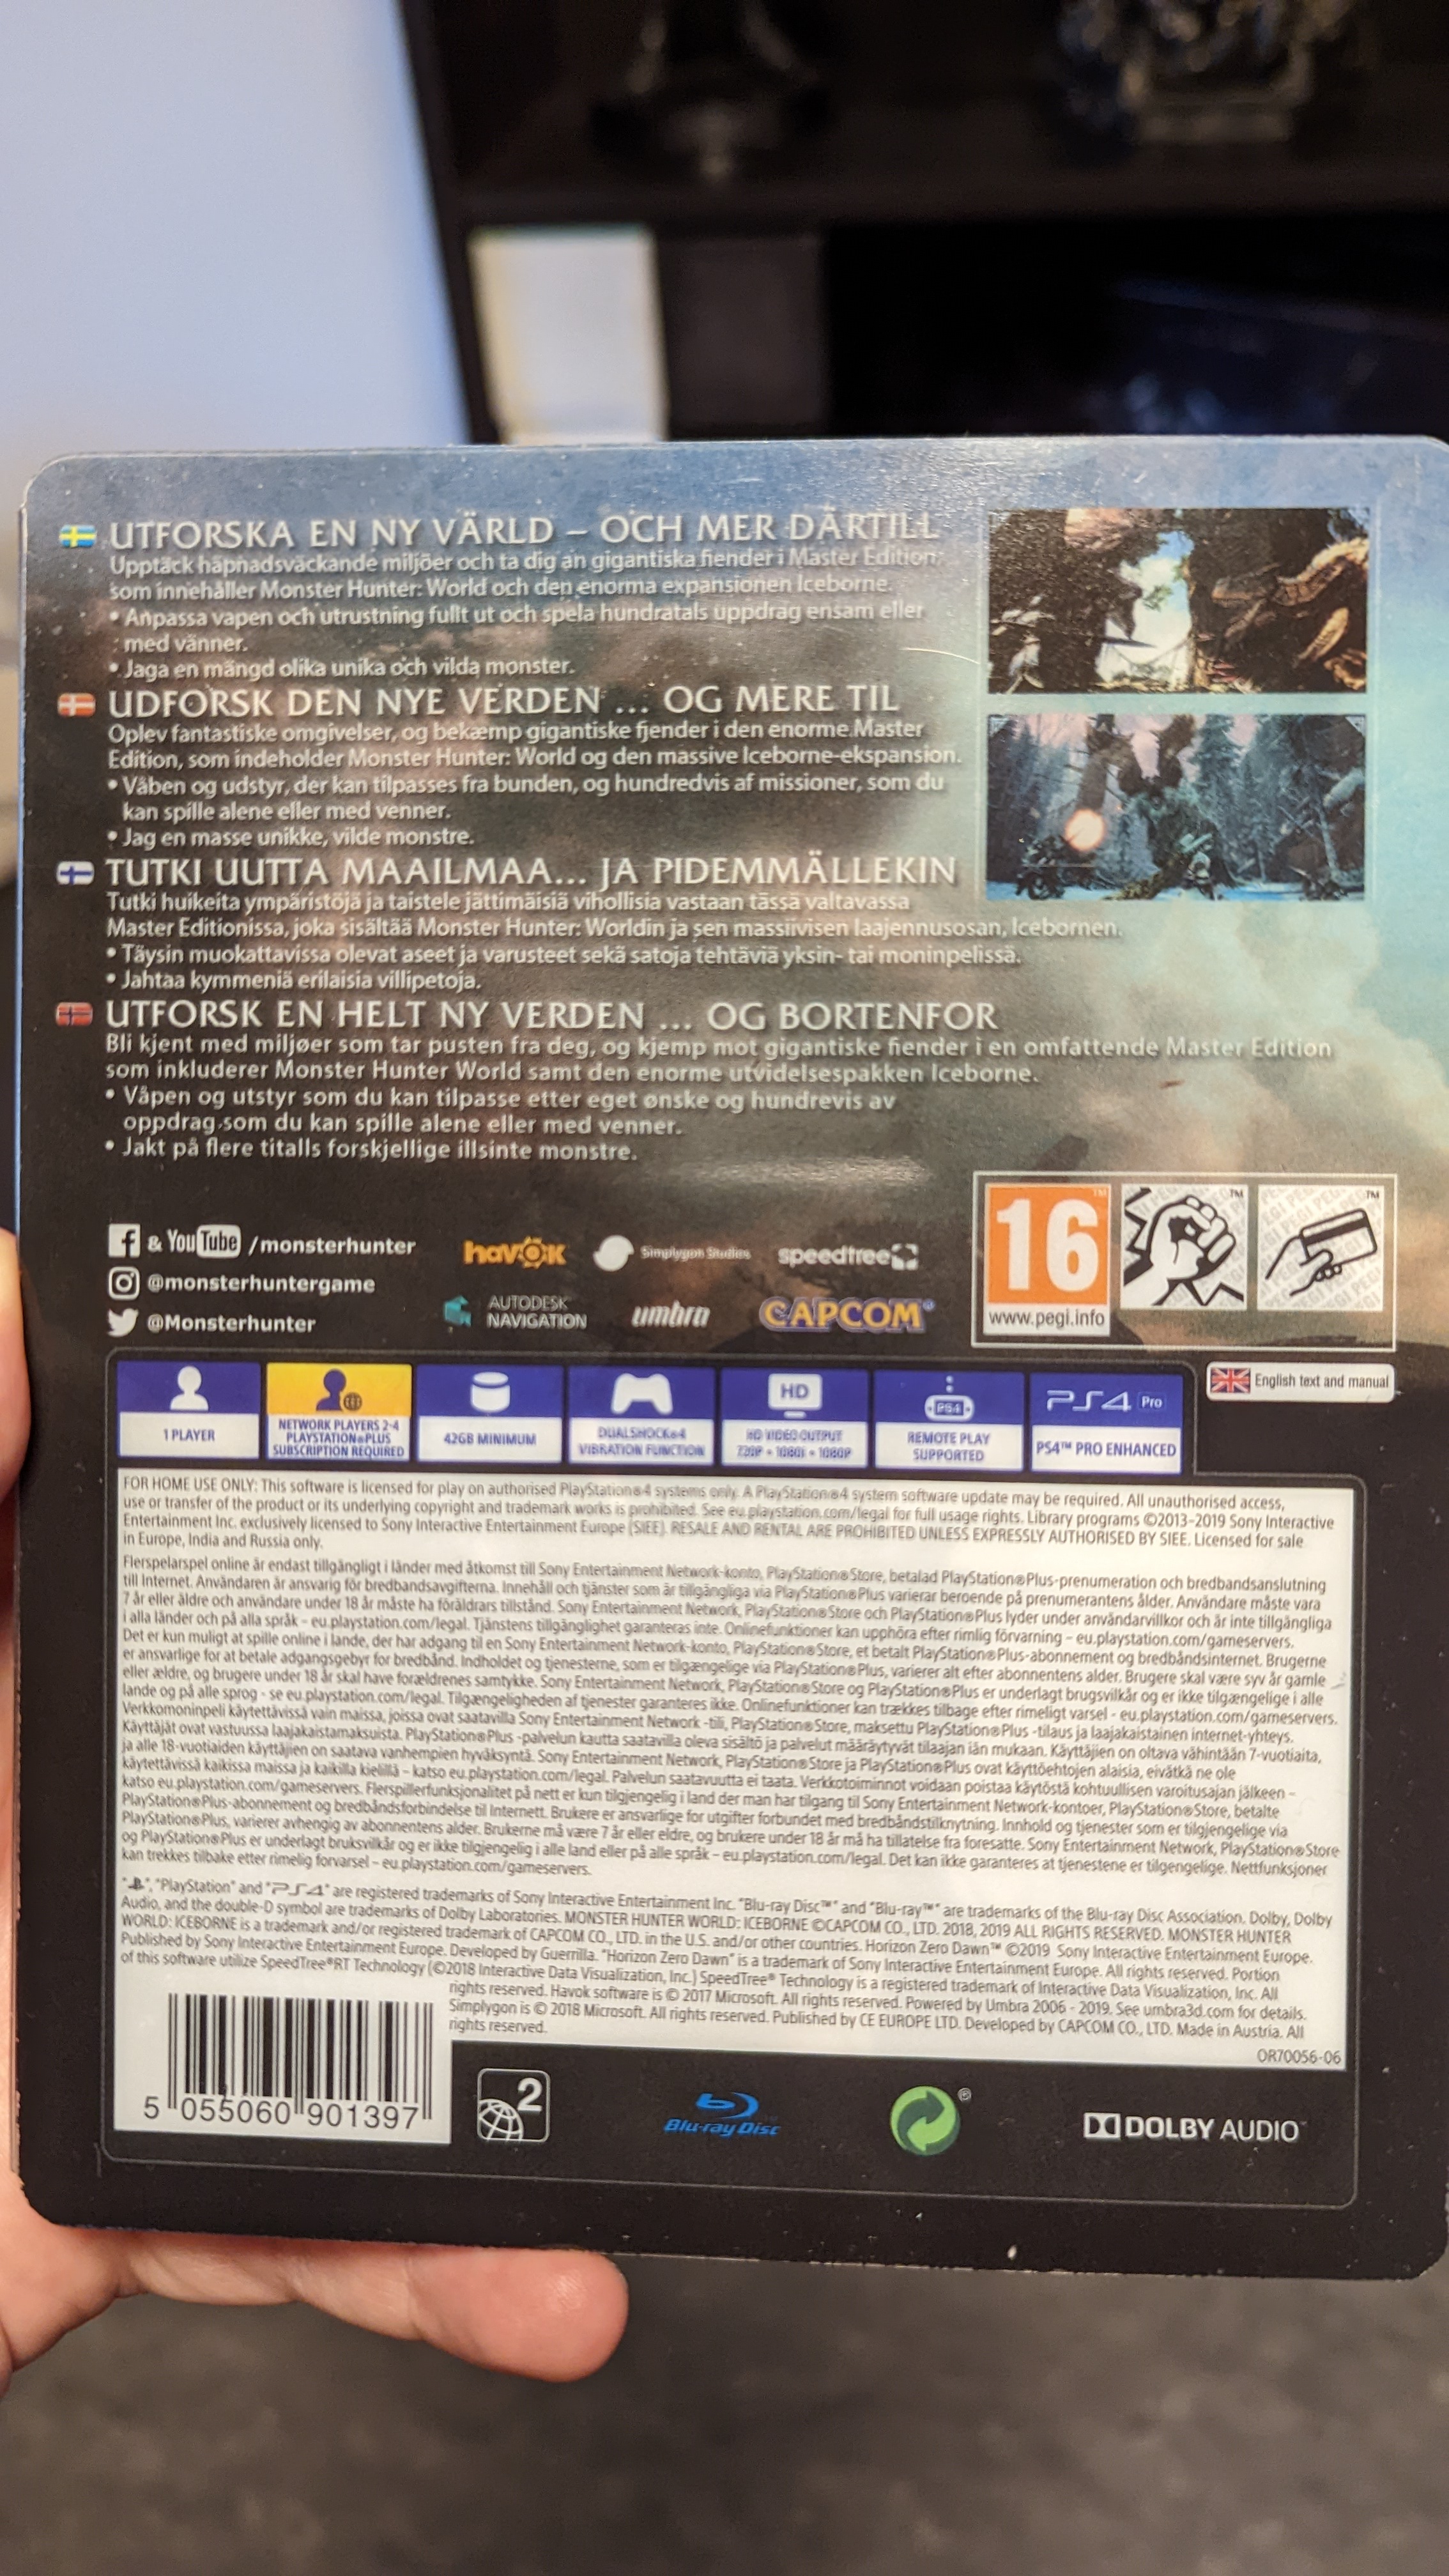 UTFORSKA EN NY VÄRLD – OCH MER DÄRTILL
Upptäck häpnadsväckande miljöer och ta dig an gigantiska fiender i Master Edition,
som innehåller Monster Hunter: World och den enorma expansionen Iceborne.
• Anpassa vapen och utrustning fullt ut och spela hundratals uppdrag ensam eller
med vänner.
• Jaga en mängd olika unika och vilda monster.
UDFORSK DEN NYE VERDEN ... OG MERE TIL
Oplev fantastiske omgivelser, og bekæmp gigantiske fjender i den enorme Master
Edition, som indeholder Monster Hunter: World og den massive Iceborne-ekspansion.
• Våben og udstyr, der kan tilpasses fra bunden, og hundredvis af missioner, som du
kan spille alene eller med venner.
• Jag en masse unikke, vilde monstre.
TUTKI UUTTA MAAILMAA... JA PIDEMMÄLLEKIN
Tutki huikeita ympäristöjä ja taistele jättimäisiä vihollisia vastaan tässä valtavassa
Master Editionissa, joka sisältää Monster Hunter: Worldin ja sen massiivisen laajennusosan, Icebornen.
• Täysin muokattavissa olevat aseet ja varusteet sekä satoja tehtäviä yksin- tai moninpelissä.
• Jahtaa kymmeniä erilaisia villipetoja.
UTFORSK EN HELT NY VERDEN ... OG BORTENFOR
Bli kjent med miljøer som tar pusten fra deg, og kjemp mot gigantiske fiender i en omfattende Master Edition
som inkluderer Monster Hunter World samt den enorme utvidelsespakken Iceborne.
• Våpen og utstyr som du kan tilpasse etter eget ønske og hundrevis av
oppdrag som du kan spille alene eller med venner.
• Jakt på flere titalls forskjellige illsinte monstre.
& YouTube /monsterhunter
@monsterhuntergame
@Monsterhunter
havok Simplygon Studios speedtree
AUTODESK NAVIGATION umbra CAPCOM®
16 ™ ™ ™
www.pegi.info
English text and manual
1 PLAYER
NETWORK PLAYERS 2-4
PLAYSTATION®PLUS
SUBSCRIPTION REQUIRED
42GB MINIMUM
DUALSHOCK®4
VIBRATION FUNCTION
HD
HD VIDEO OUTPUT
720P • 1080i • 1080P
PS4
REMOTE PLAY
SUPPORTED
PS4 Pro
PS4™ PRO ENHANCED
FOR HOME USE ONLY: This software is licensed for play on authorised PlayStation®4 systems only. A PlayStation®4 system software update may be required. All unauthorised access,
use or transfer of the product or its underlying copyright and trademark works is prohibited. See eu.playstation.com/legal for full usage rights. Library programs ©2013-2019 Sony Interactive
Entertainment Inc. exclusively licensed to Sony Interactive Entertainment Europe (SIEE). RESALE AND RENTAL ARE PROHIBITED UNLESS EXPRESSLY AUTHORISED BY SIEE. Licensed for sale
in Europe, India and Russia only.
Flerspelarspel online är endast tillgängligt i länder med åtkomst till Sony Entertainment Network-konto, PlayStation®Store, betalad PlayStation®Plus-prenumeration och bredbandsanslutning
till Internet. Användaren är ansvarig för bredbandsavgifterna. Innehåll och tjänster som är tillgängliga via PlayStation®Plus varierar beroende på prenumerantens ålder. Användare måste vara
7 år eller äldre och användare under 18 år måste ha föräldrars tillstånd. Sony Entertainment Network, PlayStation®Store och PlayStation®Plus lyder under användarvillkor och är inte tillgängliga
i alla länder och på alla språk – eu.playstation.com/legal. Tjänstens tillgänglighet garanteras inte. Onlinefunktioner kan upphöra efter rimlig förvarning – eu.playstation.com/gameservers.
Det er kun muligt at spille online i lande, der har adgang til en Sony Entertainment Network-konto, PlayStation®Store, et betalt PlayStation®Plus-abonnement og bredbåndsinternet. Brugerne
er ansvarlige for at betale adgangsgebyr for bredbånd. Indholdet og tjenesterne, som er tilgængelige via PlayStation®Plus, varierer alt efter abonnentens alder. Brugere skal være syv år gamle
eller ældre, og brugere under 18 år skal have forældrenes samtykke. Sony Entertainment Network, PlayStation®Store og PlayStation®Plus er underlagt brugsvilkår og er ikke tilgængelige i alle
lande og på alle sprog - se eu.playstation.com/legal. Tilgængeligheden af tjenester garanteres ikke. Onlinefunktioner kan trækkes tilbage efter rimeligt varsel - eu.playstation.com/gameservers.
Verkkomoninpeli käytettävissä vain maissa, joissa ovat saatavilla Sony Entertainment Network -tili, PlayStation®Store, maksettu PlayStation®Plus -tilaus ja laajakaistainen internet-yhteys.
Käyttäjät ovat vastuussa laajakaistamaksuista. PlayStation®Plus -palvelun kautta saatavilla oleva sisältö ja palvelut määräytyvät tilaajan iän mukaan. Käyttäjien on oltava vähintään 7-vuotiaita,
ja alle 18-vuotiaiden käyttäjien on saatava vanhempien hyväksyntä. Sony Entertainment Network, PlayStation®Store ja PlayStation®Plus ovat käyttöehtojen alaisia, eivätkä ne ole
käytettävissä kaikissa maissa ja kaikilla kielillä – katso eu.playstation.com/legal. Palvelun saatavuutta ei taata. Verkkotoiminnot voidaan poistaa käytöstä kohtuullisen varoitusajan jälkeen –
katso eu.playstation.com/gameservers. Flerspillerfunksjonalitet på nett er kun tilgjengelig i land der man har tilgang til Sony Entertainment Network-kontoer, PlayStation®Store, betalte
PlayStation®Plus-abonnement og bredbåndsforbindelse til Internett. Brukere er ansvarlige for utgifter forbundet med bredbåndstilknytning. Innhold og tjenester som er tilgjengelige via
PlayStation®Plus, varierer avhengig av abonnentens alder. Brukerne må være 7 år eller eldre, og brukere under 18 år må ha tillatelse fra foresatte. Sony Entertainment Network, PlayStation®Store
og PlayStation®Plus er underlagt bruksvilkår og er ikke tilgjengelig i alle land eller på alle språk – eu.playstation.com/legal. Det kan ikke garanteres at tjenestene er tilgengelige. Nettfunksjoner
kan trekkes tilbake etter rimelig forvarsel – eu.playstation.com/gameservers.
" ", "PlayStation" and "PS4" are registered trademarks of Sony Interactive Entertainment Inc. "Blu-ray Disc™" and "Blu-ray™" are trademarks of the Blu-ray Disc Association. Dolby, Dolby
Audio, and the double-D symbol are trademarks of Dolby Laboratories. MONSTER HUNTER WORLD: ICEBORNE ©CAPCOM CO., LTD. 2018, 2019 ALL RIGHTS RESERVED. MONSTER HUNTER
WORLD: ICEBORNE is a trademark and/or registered trademark of CAPCOM CO., LTD. in the U.S. and/or other countries. Horizon Zero Dawn™ ©2019 Sony Interactive Entertainment Europe.
Published by Sony Interactive Entertainment Europe. Developed by Guerrilla. "Horizon Zero Dawn" is a trademark of Sony Interactive Entertainment Europe. All rights reserved. Portion
of this software utilize SpeedTree®RT Technology (©2018 Interactive Data Visualization, Inc.) SpeedTree® Technology is a registered trademark of Interactive Data Visualization, Inc. All
rights reserved. Havok software is © 2017 Microsoft. All rights reserved. Powered by Umbra 2006 - 2019. See umbra3d.com for details.
Simplygon is © 2018 Microsoft. All rights reserved. Published by CE EUROPE LTD. Developed by CAPCOM CO., LTD. Made in Austria. All
rights reserved.
OR70056-06
5 055060 901397
2
Blu-ray Disc
®
DOLBY AUDIO™